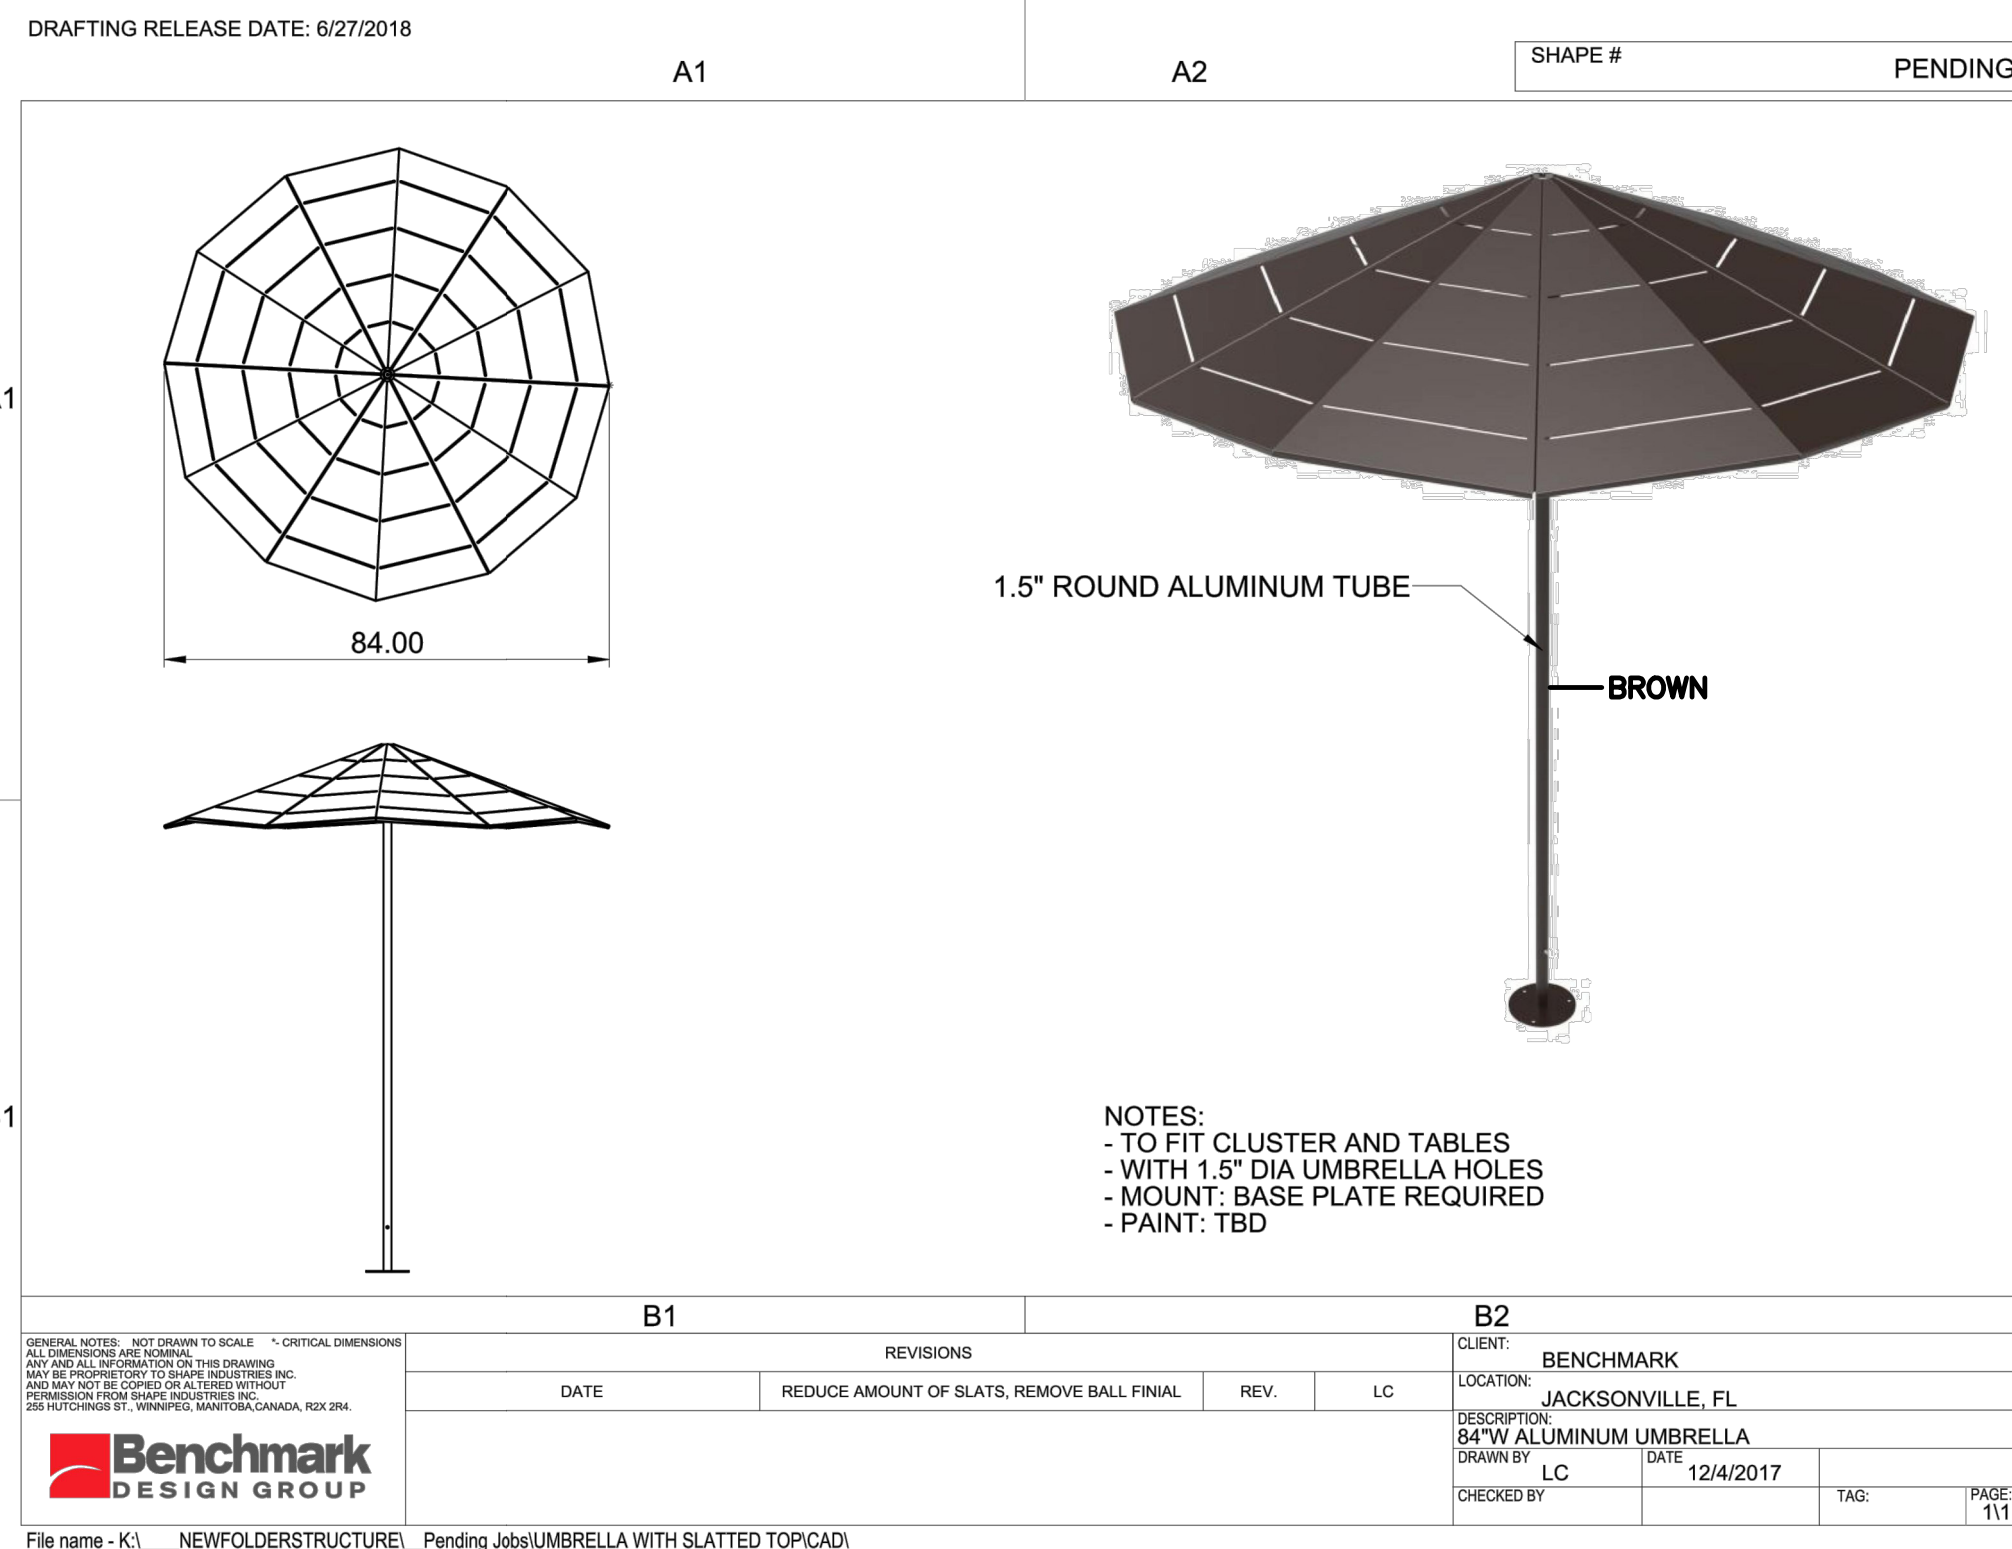 DRAFTING RELEASE DATE: 6/27/2018
A1
A2
SHAPE #
PENDING
84.00
1.5" ROUND ALUMINUM TUBE
BROWN
NOTES:
- TO FIT CLUSTER AND TABLES
- WITH 1.5" DIA UMBRELLA HOLES
- MOUNT: BASE PLATE REQUIRED
- PAINT: TBD
1
1
B1
B2
GENERAL NOTES: NOT DRAWN TO SCALE *- CRITICAL DIMENSIONS
ALL DIMENSIONS ARE NOMINAL
ANY AND ALL INFORMATION ON THIS DRAWING
MAY BE PROPRIETORY TO SHAPE INDUSTRIES INC.
AND MAY NOT BE COPIED OR ALTERED WITHOUT
PERMISSION FROM SHAPE INDUSTRIES INC.
255 HUTCHINGS ST., WINNIPEG, MANITOBA,CANADA, R2X 2R4.
Benchmark
DESIGN GROUP
REVISIONS
DATE
REDUCE AMOUNT OF SLATS, REMOVE BALL FINIAL
REV.
LC
CLIENT:
BENCHMARK
LOCATION:
JACKSONVILLE, FL
DESCRIPTION:
84"W ALUMINUM UMBRELLA
DRAWN BY
LC
DATE
12/4/2017
CHECKED BY
TAG:
PAGE:
1\1
File name - K:\____NEWFOLDERSTRUCTURE\__Pending Jobs\UMBRELLA WITH SLATTED TOP\CAD\